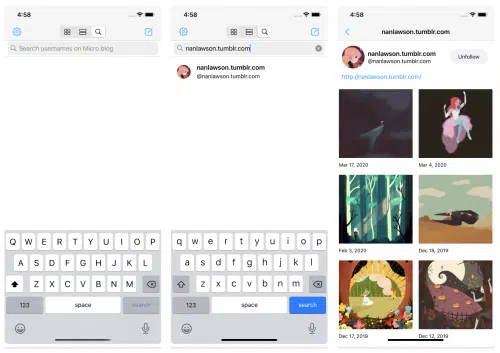 4:58
Search usernames on Micro.blog
Q W E R T Y U I O P
A S D F G H J K L
Z X C V B N M
123 space search
4:58
nanlawson.tumblr.com
nanlawson.tumblr.com
@nanlawson.tumblr.com
q w e r t y u i o p
a s d f g h j k l
z x c v b n m
123 space search
4:58
nanlawson.tumblr.com
nanlawson.tumblr.com
@nanlawson.tumblr.com
Unfollow
http://nanlawson.tumblr.com/
Mar 17, 2020 Mar 4, 2020
Feb 3, 2020 Dec 18, 2019
Dec 17, 2019 Dec 12, 2019